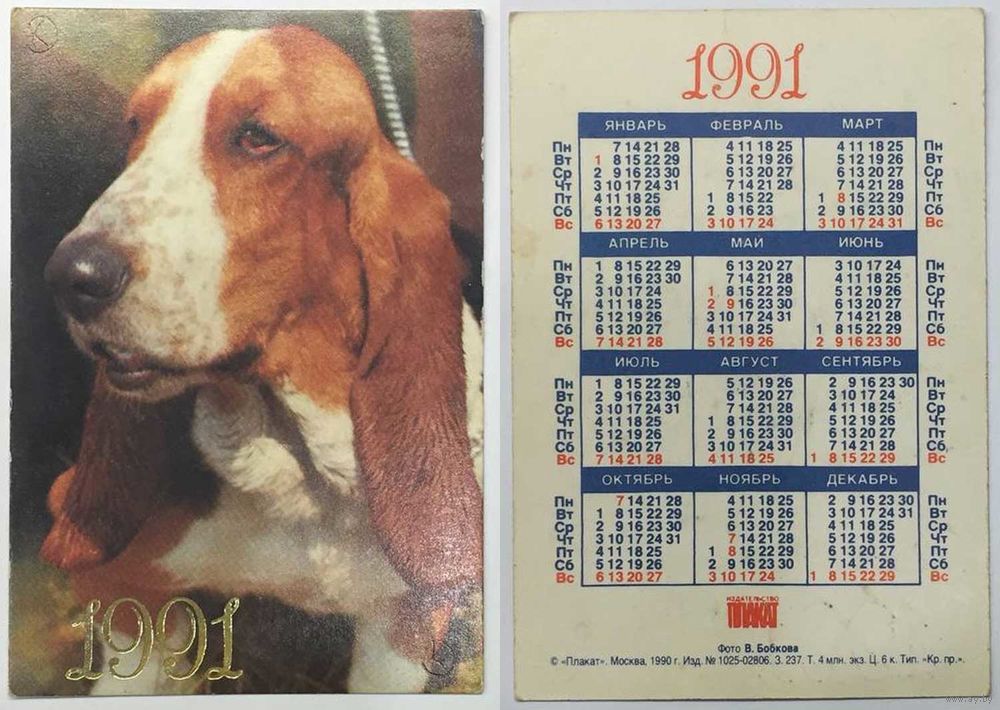 1991
1991
ЯНВАРЬ ФЕВРАЛЬ МАРТ
Пн 7 14 21 28 4 11 18 25 4 11 18 25 Пн
Вт 1 8 15 22 29 5 12 19 26 5 12 19 26 Вт
Ср 2 9 16 23 30 6 13 20 27 6 13 20 27 Ср
Чт 3 10 17 24 31 7 14 21 28 7 14 21 28 Чт
Пт 4 11 18 25 1 8 15 22 1 8 15 22 29 Пт
Сб 5 12 19 26 2 9 16 23 2 9 16 23 30 Сб
Вс 6 13 20 27 3 10 17 24 3 10 17 24 31 Вс
АПРЕЛЬ МАЙ ИЮНЬ
Пн 1 8 15 22 29 6 13 20 27 3 10 17 24 Пн
Вт 2 9 16 23 30 7 14 21 28 4 11 18 25 Вт
Ср 3 10 17 24 1 8 15 22 29 5 12 19 26 Ср
Чт 4 11 18 25 2 9 16 23 30 6 13 20 27 Чт
Пт 5 12 19 26 3 10 17 24 31 7 14 21 28 Пт
Сб 6 13 20 27 4 11 18 25 1 8 15 22 29 Сб
Вс 7 14 21 28 5 12 19 26 2 9 16 23 30 Вс
ИЮЛЬ АВГУСТ СЕНТЯБРЬ
Пн 1 8 15 22 29 5 12 19 26 2 9 16 23 30 Пн
Вт 2 9 16 23 30 6 13 20 27 3 10 17 24 Вт
Ср 3 10 17 24 31 7 14 21 28 4 11 18 25 Ср
Чт 4 11 18 25 1 8 15 22 29 5 12 19 26 Чт
Пт 5 12 19 26 2 9 16 23 30 6 13 20 27 Пт
Сб 6 13 20 27 3 10 17 24 31 7 14 21 28 Сб
Вс 7 14 21 28 4 11 18 25 1 8 15 22 29 Вс
ОКТЯБРЬ НОЯБРЬ ДЕКАБРЬ
Пн 7 14 21 28 4 11 18 25 2 9 16 23 30 Пн
Вт 1 8 15 22 29 5 12 19 26 3 10 17 24 31 Вт
Ср 2 9 16 23 30 6 13 20 27 4 11 18 25 Ср
Чт 3 10 17 24 31 7 14 21 28 5 12 19 26 Чт
Пт 4 11 18 25 1 8 15 22 29 6 13 20 27 Пт
Сб 5 12 19 26 2 9 16 23 30 7 14 21 28 Сб
Вс 6 13 20 27 3 10 17 24 1 8 15 22 29 Вс
ИЗДАТЕЛЬСТВО
ПЛАКАТ
Фото В. Бобкова
© «Плакат». Москва, 1990 г. Изд. № 1025-02806. З. 237. Т. 4 млн. экз. Ц. 6 к. Тип. «Кр. пр.».
www.ay.by